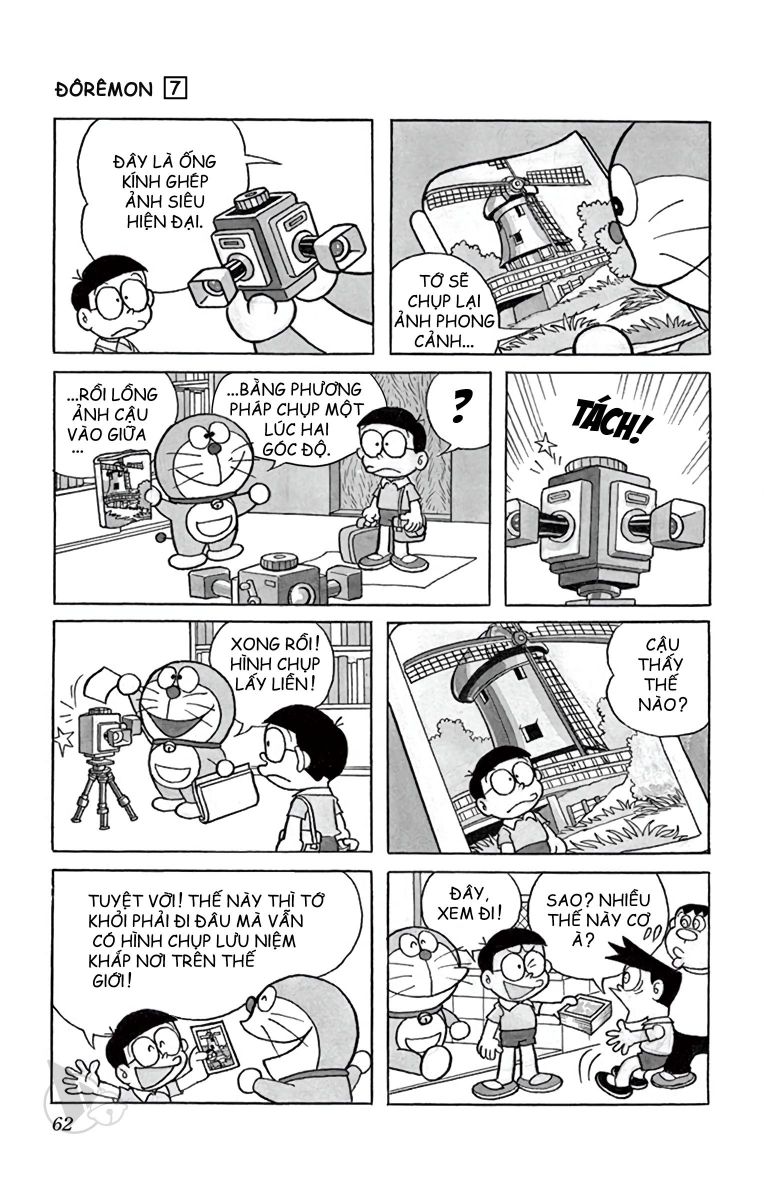 ĐÔRÊMON 7
ĐÂY LÀ ỐNG
KÍNH GHÉP
ẢNH SIÊU
HIỆN ĐẠI.
TỚ SẼ
CHỤP LẠI
ẢNH PHONG
CẢNH...
...RỒI LỒNG
ẢNH CẬU
VÀO GIỮA
...
...BẰNG PHƯƠNG
PHÁP CHỤP MỘT
LÚC HAI
GÓC ĐỘ.
?
TÁCH!
XONG RỒI!
HÌNH CHỤP
LẤY LIỀN!
CẬU
THẤY
THẾ
NÀO?
TUYỆT VỜI! THẾ NÀY THÌ TỚ
KHỎI PHẢI ĐI ĐÂU MÀ VẪN
CÓ HÌNH CHỤP LƯU NIỆM
KHẮP NƠI TRÊN THẾ
GIỚI!
ĐÂY,
XEM ĐI!
SAO? NHIỀU
THẾ NÀY CƠ
À?
62